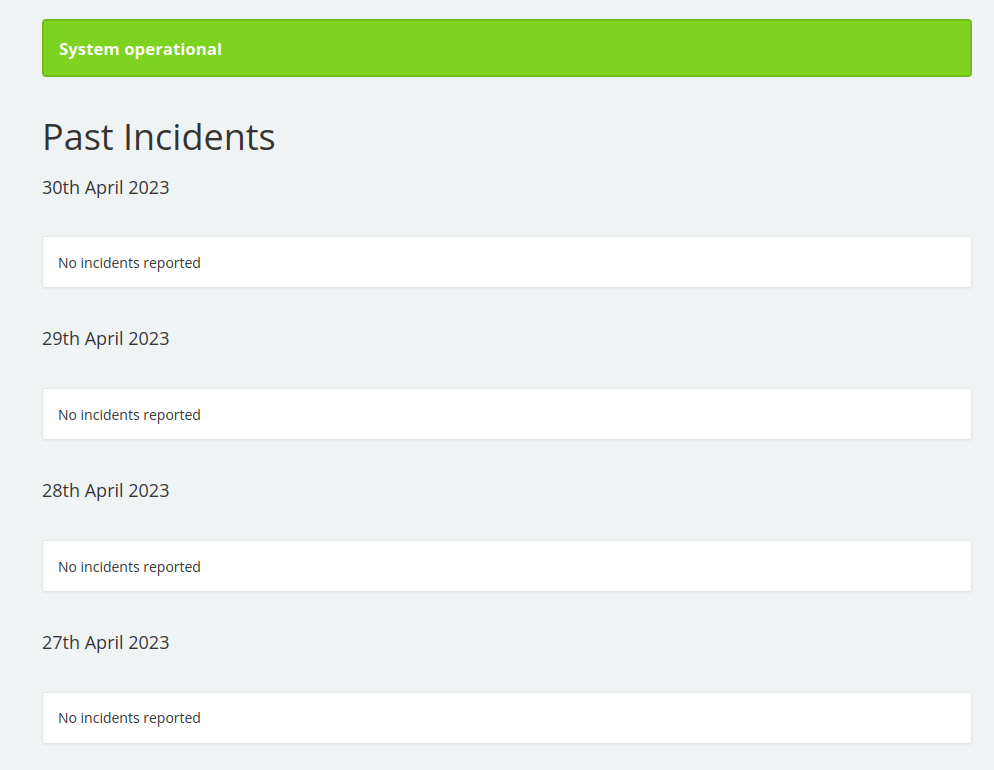 System operational
Past Incidents
30th April 2023
No incidents reported
29th April 2023
No incidents reported
28th April 2023
No incidents reported
27th April 2023
No incidents reported